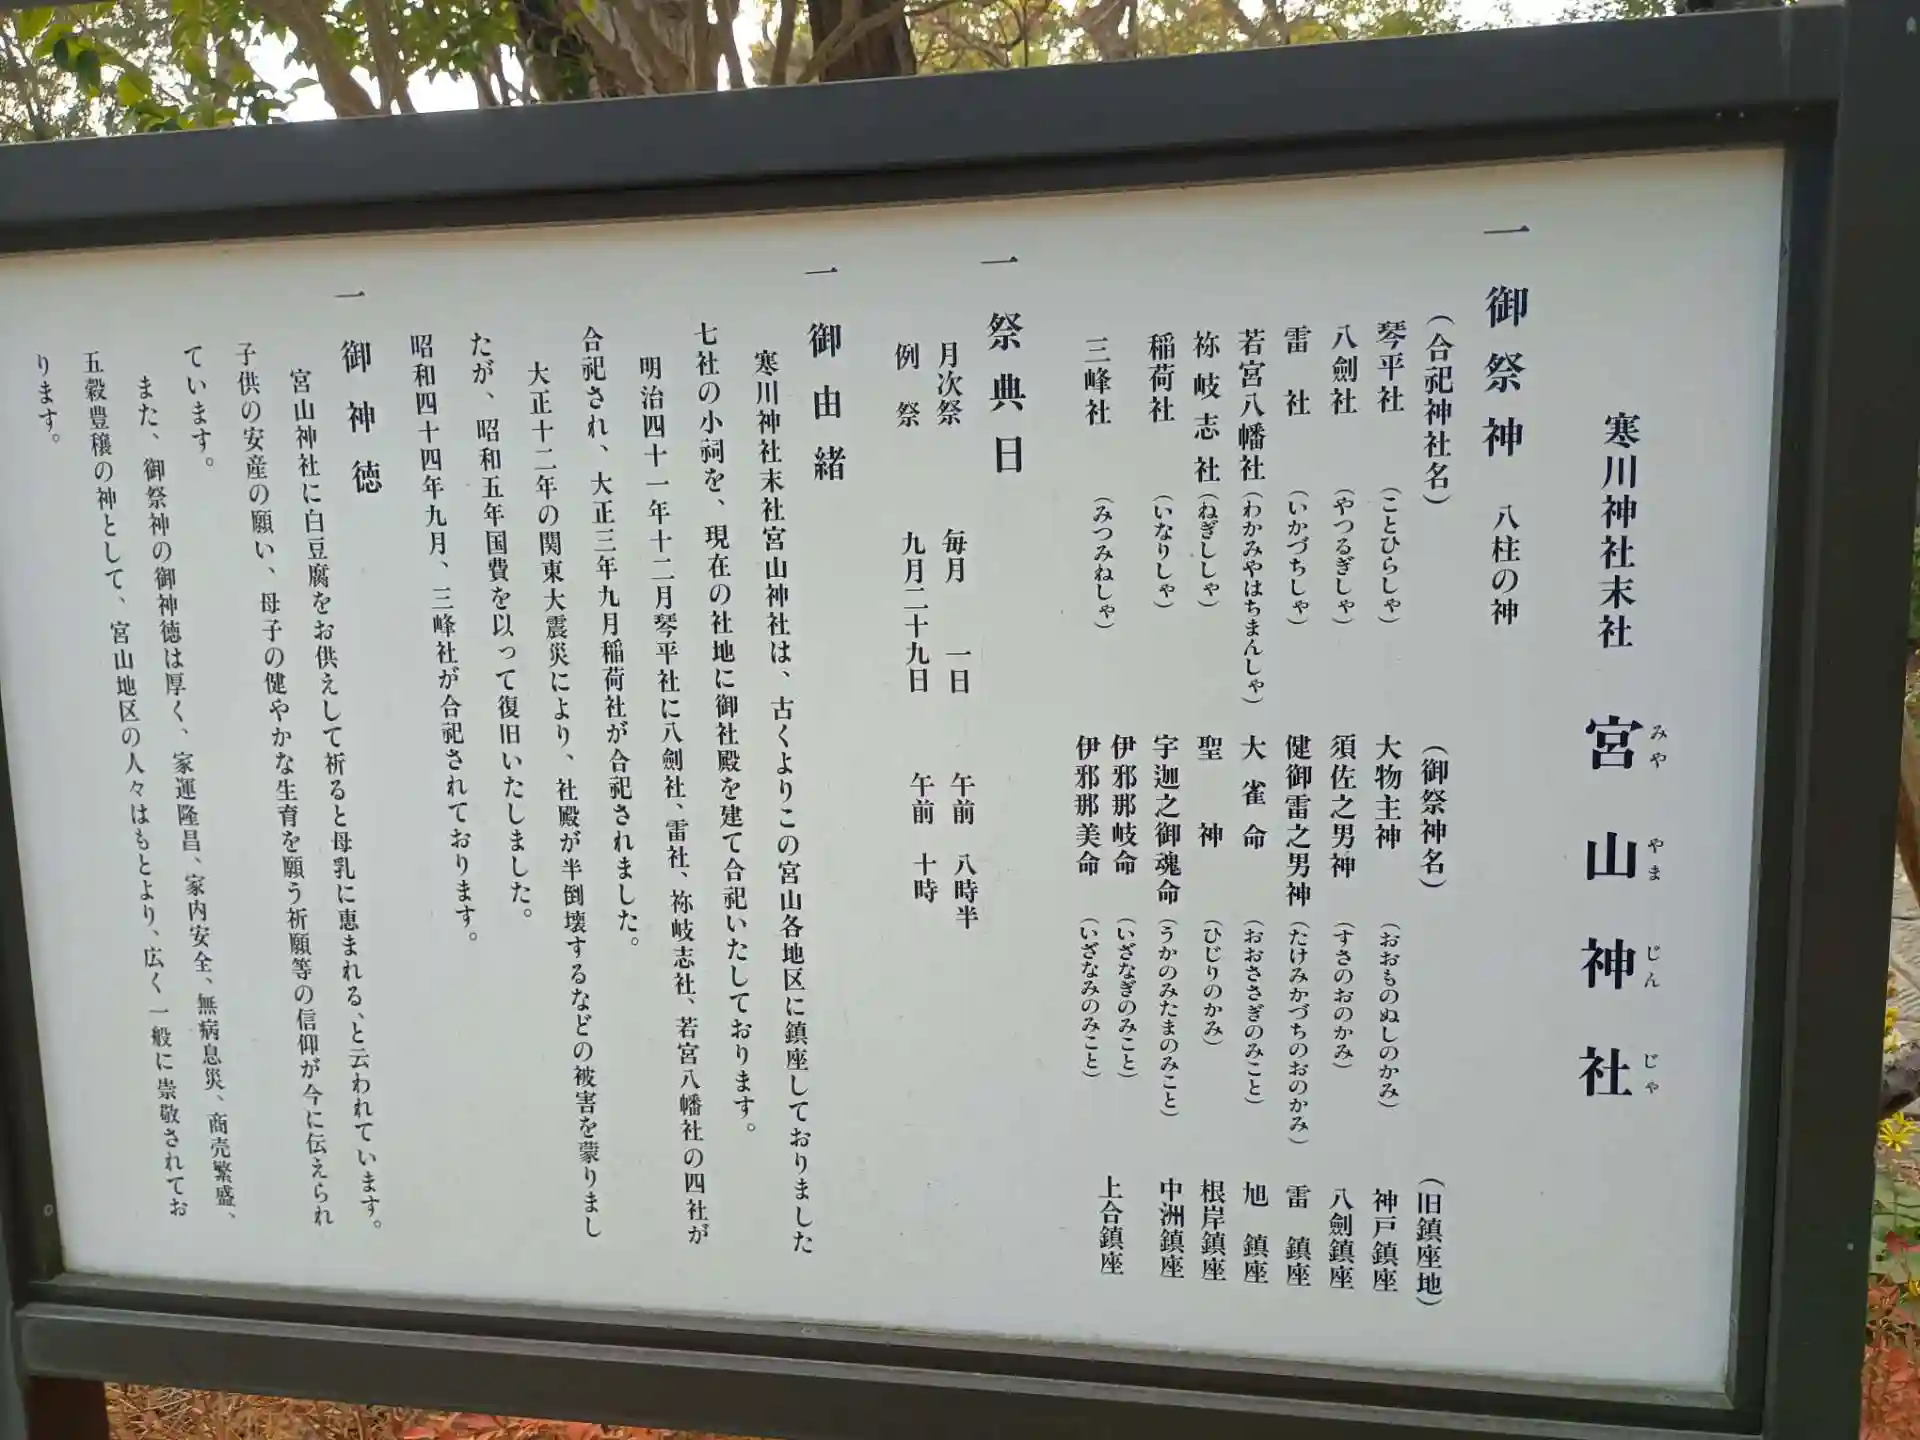 寒川神社末社 宮山神社
みや やま じん じゃ
一 御祭神 八柱の神
（合祀神社名） （御祭神名） （旧鎮座地）
琴平社 （ことひらしゃ） 大物主神 （おおものぬしのかみ） 神戸鎮座
八劍社 （やつるぎしゃ） 須佐之男神 （すさのおのかみ） 八劍鎮座
雷社 （いかづちしゃ） 健御雷之男神 （たけみかづちのおのかみ） 雷鎮座
若宮八幡社 （わかみやはちまんしゃ） 大雀命 （おおささぎのみこと） 旭鎮座
祢岐志社 （ねぎししゃ） 聖神 （ひじりのかみ） 根岸鎮座
稲荷社 （いなりしゃ） 宇迦之御魂命 （うかのみたまのみこと） 中洲鎮座
三峰社 （みつみねしゃ） 伊邪那岐命 （いざなぎのみこと） 上合鎮座
伊邪那美命 （いざなみのみこと）
一 祭典日
月次祭 毎月 一日 午前 八時半
例祭 九月二十九日 午前 十時
一 御由緒
寒川神社末社宮山神社は、古くよりこの宮山各地区に鎮座しておりました
七社の小祠を、現在の社地に御社殿を建て合祀いたしております。
明治四十一年十二月琴平社に八劍社、雷社、祢岐志社、若宮八幡社の四社が
合祀され、大正三年九月稲荷社が合祀されました。
大正十二年の関東大震災により、社殿が半倒壊するなどの被害を蒙りまし
たが、昭和五年国費を以って復旧いたしました。
昭和四十四年九月、三峰社が合祀されております。
一 御神徳
宮山神社に白豆腐をお供えして祈ると母乳に恵まれる、と云われています。
子供の安産の願い、母子の健やかな生育を願う祈願等の信仰が今に伝えられ
ています。
また、御祭神の御神徳は厚く、家運隆昌、家内安全、無病息災、商売繁盛、
五穀豊穣の神として、宮山地区の人々はもとより、広く一般に崇敬されてお
ります。